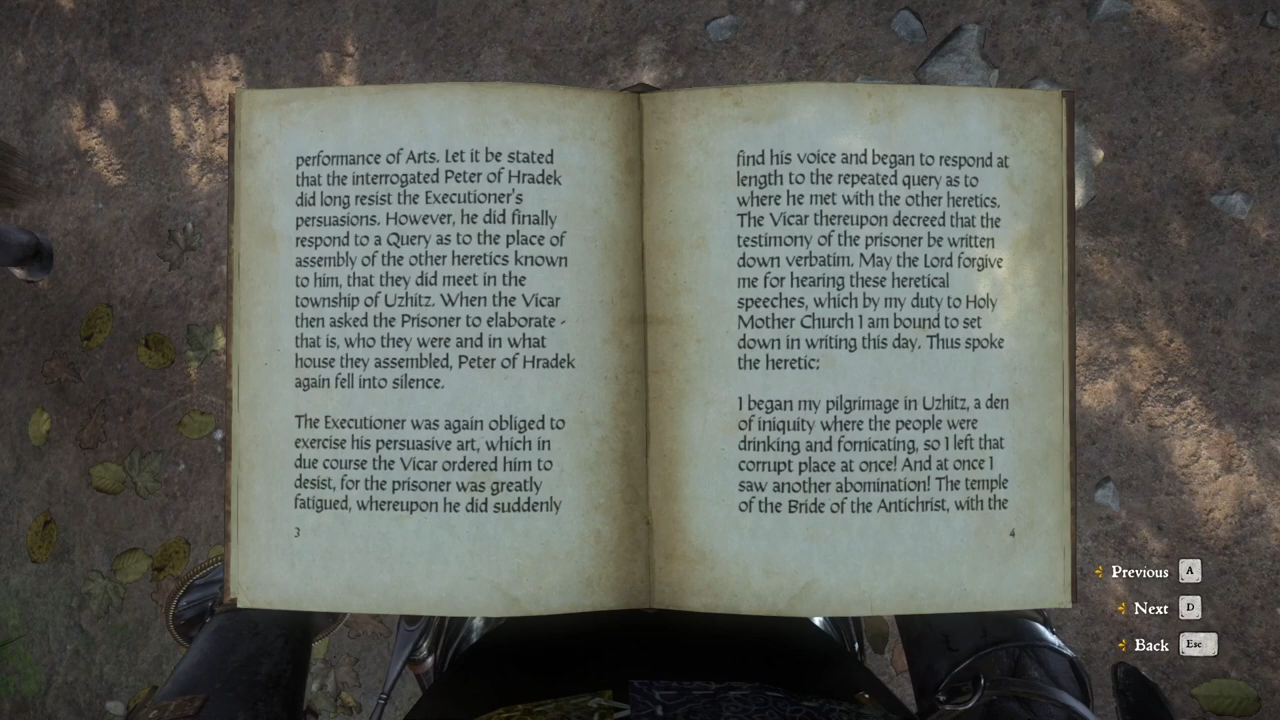 performance of Arts. Let it be stated
that the interrogated Peter of Hradek
did long resist the Executioner's
persuasions. However, he did finally
respond to a Query as to the place of
assembly of the other heretics known
to him, that they did meet in the
township of Uzhitz. When the Vicar
then asked the Prisoner to elaborate -
that is, who they were and in what
house they assembled, Peter of Hradek
again fell into silence.
The Executioner was again obliged to
exercise his persuasive art, which in
due course the Vicar ordered him to
desist, for the prisoner was greatly
fatigued, whereupon he did suddenly
3
find his voice and began to respond at
length to the repeated query as to
where he met with the other heretics.
The Vicar thereupon decreed that the
testimony of the prisoner be written
down verbatim. May the Lord forgive
me for hearing these heretical
speeches, which by my duty to Holy
Mother Church I am bound to set
down in writing this day. Thus spoke
the heretic:
I began my pilgrimage in Uzhitz, a den
of iniquity where the people were
drinking and fornicating, so I left that
corrupt place at once! And at once I
saw another abomination! The temple
of the Bride of the Antichrist, with the
4
Previous A
Next D
Back Esc